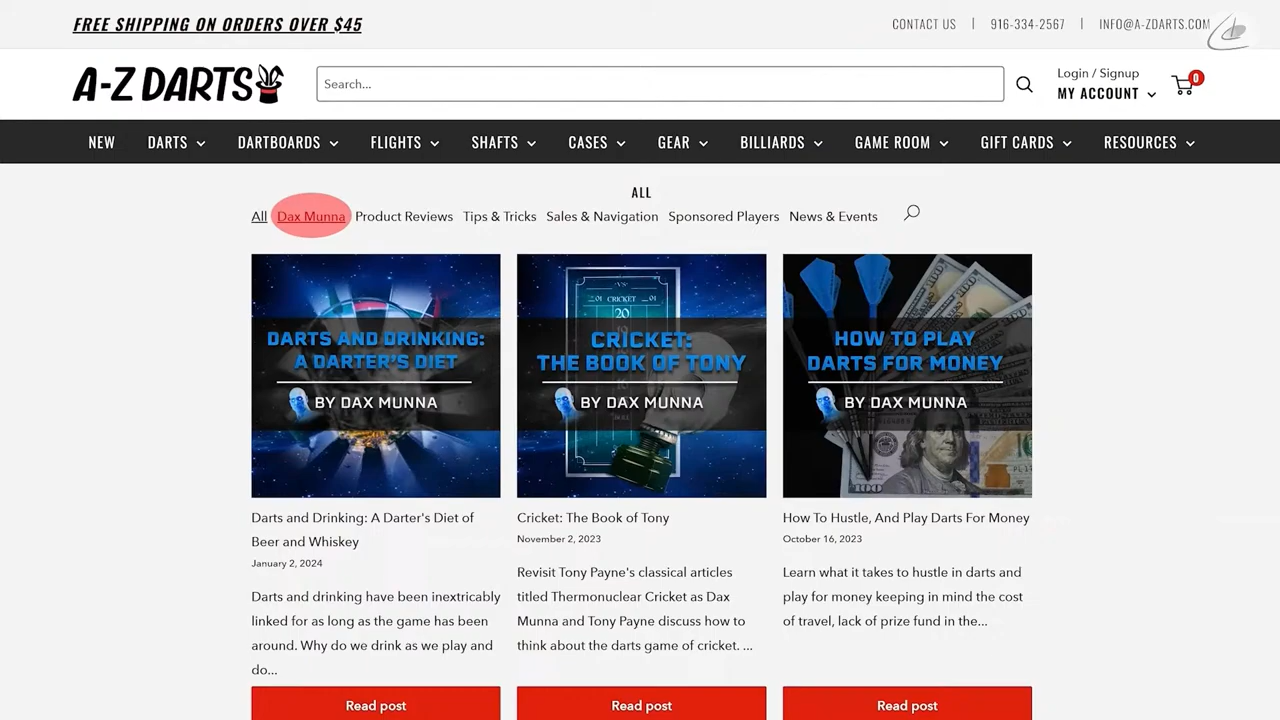 FREE SHIPPING ON ORDERS OVER $45
CONTACT US | 916-334-2567 | INFO@A-ZDARTS.COM
A-Z DARTS
Search...
Login / Signup
MY ACCOUNT
0
NEW DARTS DARTBOARDS FLIGHTS SHAFTS CASES GEAR BILLIARDS GAME ROOM GIFT CARDS RESOURCES
ALL
All Dax Munna Product Reviews Tips & Tricks Sales & Navigation Sponsored Players News & Events
DARTS AND DRINKING:
A DARTER'S DIET
BY DAX MUNNA
CRICKET
20
CRICKET:
THE BOOK OF TONY
BY DAX MUNNA
HOW TO PLAY
DARTS FOR MONEY
BY DAX MUNNA
100
Darts and Drinking: A Darter's Diet of
Beer and Whiskey
January 2, 2024
Darts and drinking have been inextricably
linked for as long as the game has been
around. Why do we drink as we play and
do...
Read post
Cricket: The Book of Tony
November 2, 2023
Revisit Tony Payne's classical articles
titled Thermonuclear Cricket as Dax
Munna and Tony Payne discuss how to
think about the darts game of cricket. ...
Read post
How To Hustle, And Play Darts For Money
October 16, 2023
Learn what it takes to hustle in darts and
play for money keeping in mind the cost
of travel, lack of prize fund in the...
Read post